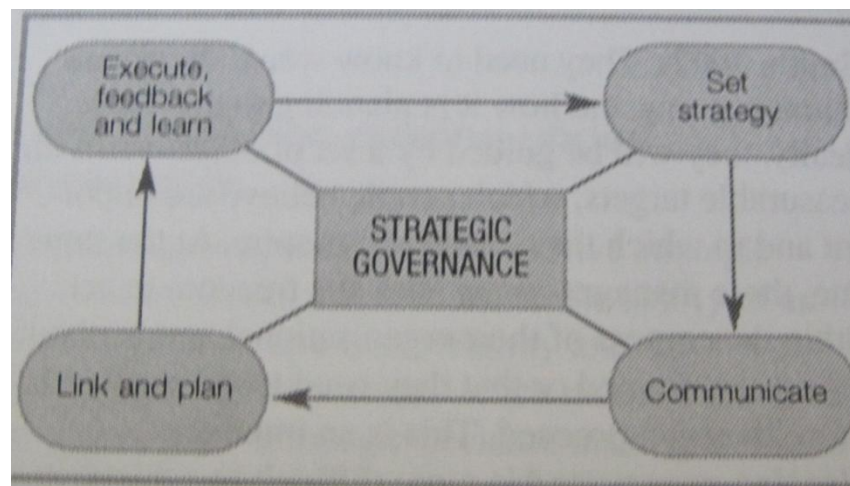 Execute,
feedback
and learn
Set
strategy
STRATEGIC
GOVERNANCE
Link and plan
Communicate